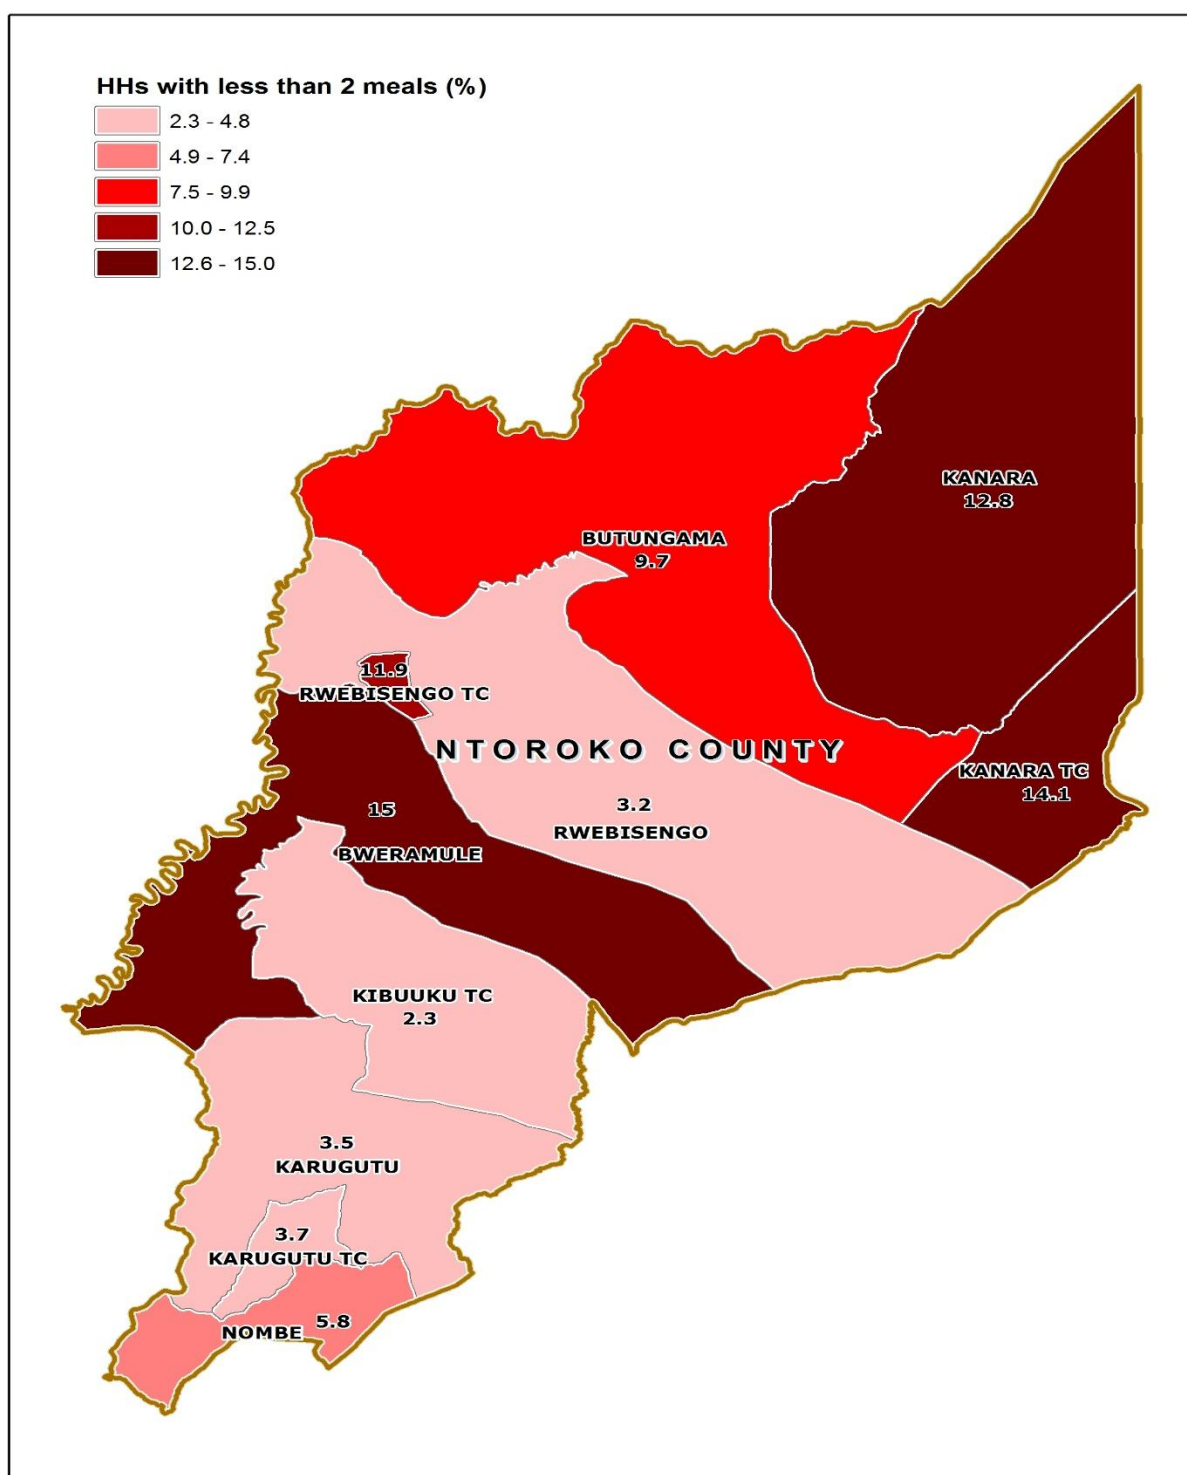 HHs with less than 2 meals (%)
2.3 - 4.8
4.9 - 7.4
7.5 - 9.9
10.0 - 12.5
12.6 - 15.0
KANARA
12.8
BUTUNGAMA
9.7
11.9
RWEBISENGO TC
NTOROKO COUNTY
KANARA TC
14.1
3.2
RWEBISENGO
15
BWERAMULE
KIBUUKU TC
2.3
3.5
KARUGUTU
3.7
KARUGUTU TC
5.8
NOMBE